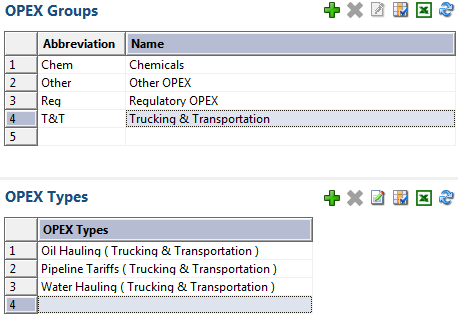 OPEX Groups
Abbreviation Name
1 Chem Chemicals
2 Other Other OPEX
3 Reg Regulatory OPEX
4 T&T Trucking & Transportation
5
OPEX Types
OPEX Types
1 Oil Hauling ( Trucking & Transportation )
2 Pipeline Tariffs ( Trucking & Transportation )
3 Water Hauling ( Trucking & Transportation )
4